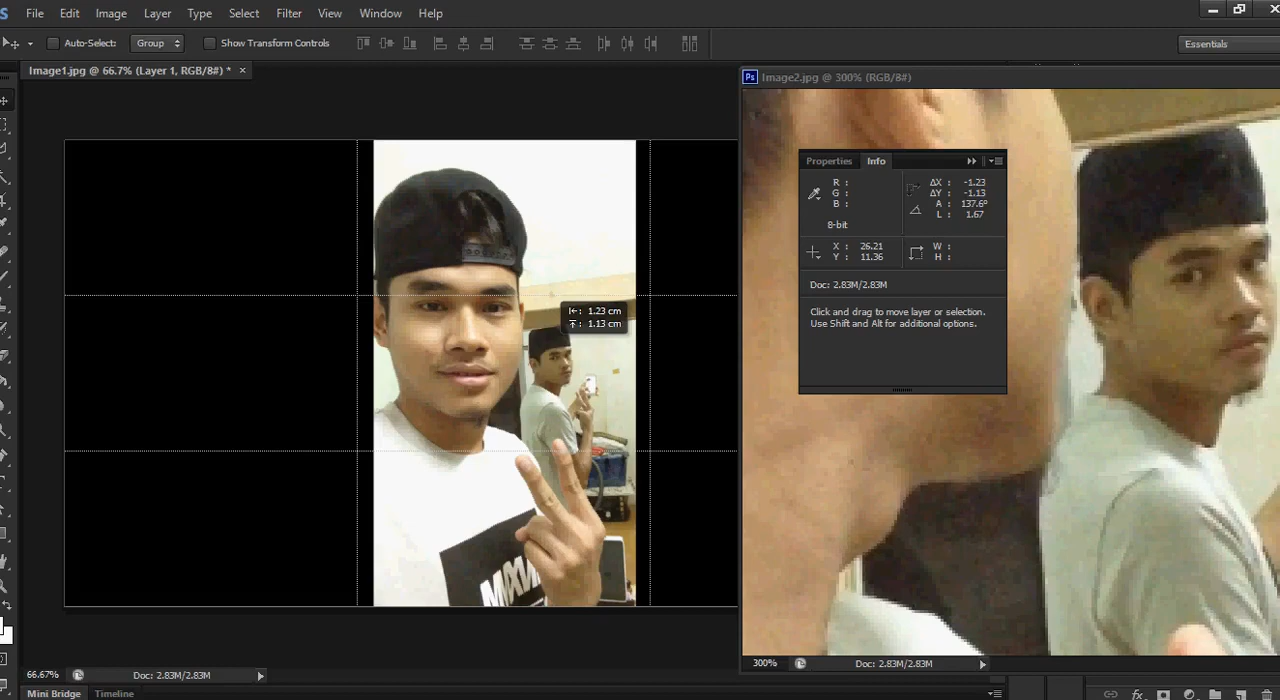 File Edit Image Layer Type Select Filter View Window Help
Auto-Select: Group Show Transform Controls
Essentials
Image1.jpg @ 66.7% (Layer 1, RGB/8#) * ×
Ps Image2.jpg @ 300% (RGB/8#)
Properties Info
R :
G :
B :
8-bit
ΔX : -1.23
ΔY : -1.13
A : 137.6°
L : 1.67
X : 26.21
Y : 11.36
W :
H :
Doc: 2.83M/2.83M
Click and drag to move layer or selection.
Use Shift and Alt for additional options.
1.23 cm
1.13 cm
66.67% Doc: 2.83M/2.83M
300% Doc: 2.83M/2.83M
Mini Bridge Timeline
fx